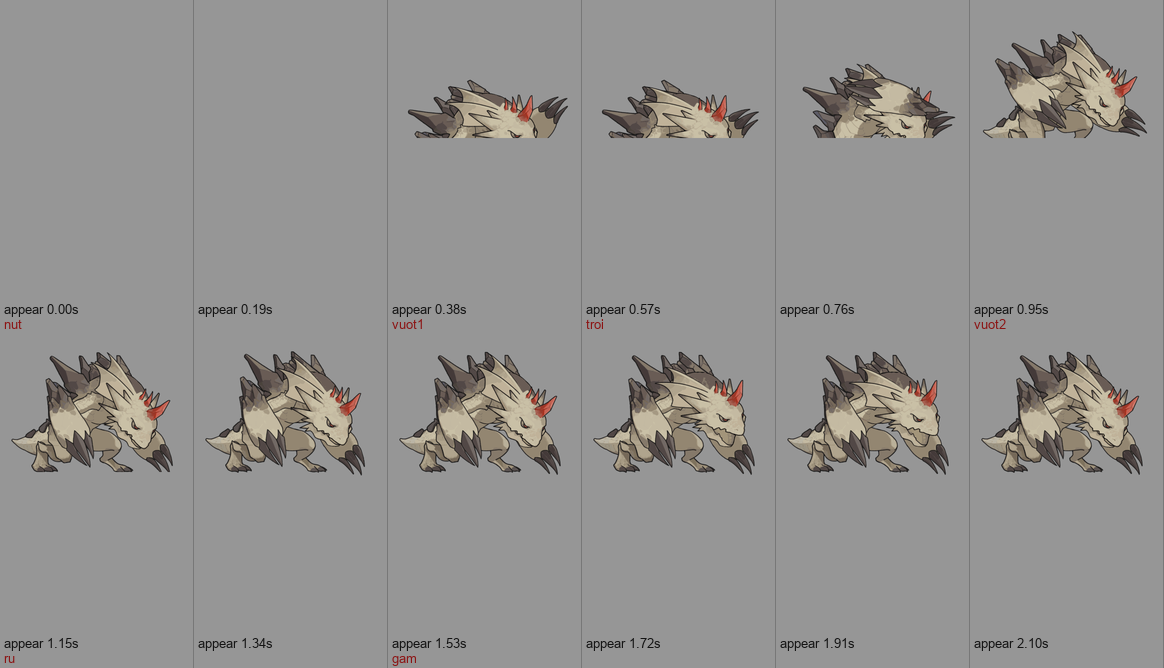 appear 0.00s
nut
appear 0.19s
appear 0.38s
vuot1
appear 0.57s
troi
appear 0.76s
appear 0.95s
vuot2
appear 1.15s
ru
appear 1.34s
appear 1.53s
gam
appear 1.72s
appear 1.91s
appear 2.10s